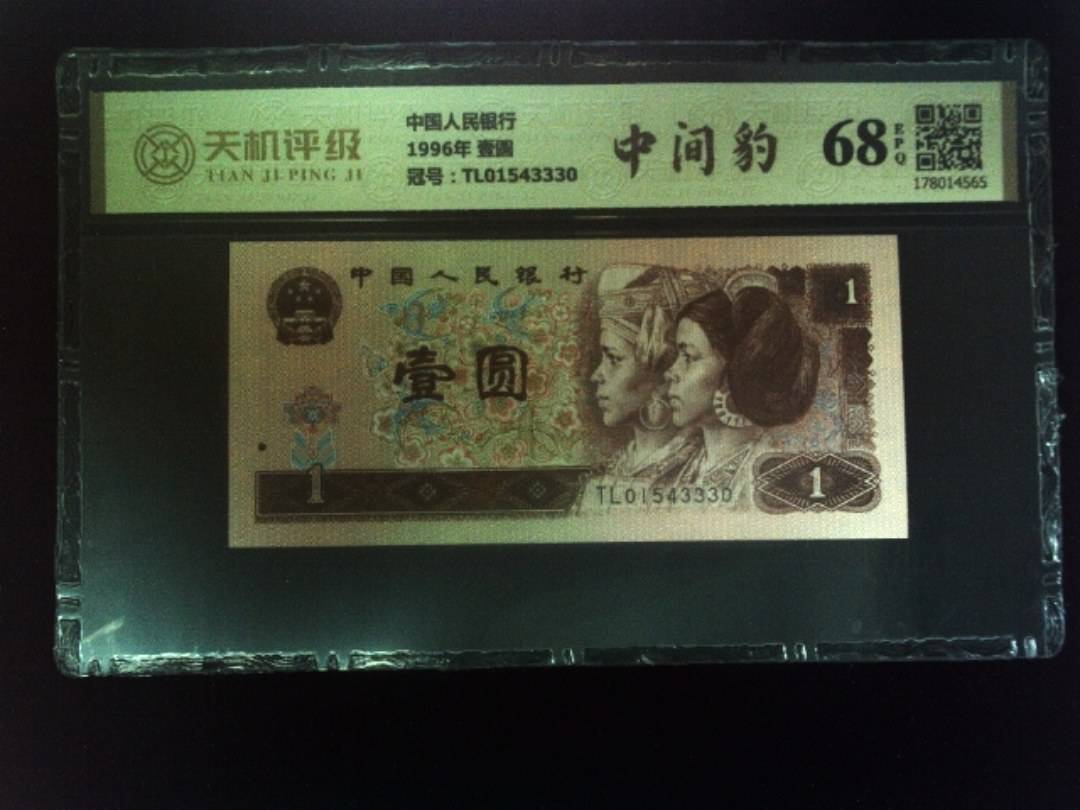 天机评级
TIAN JI PING JI
中国人民银行
1996年 壹圆
冠号：TL01543330
中间豹
68
EPQ
178014565
中国人民银行
1
壹圆
1
TL01543330
1